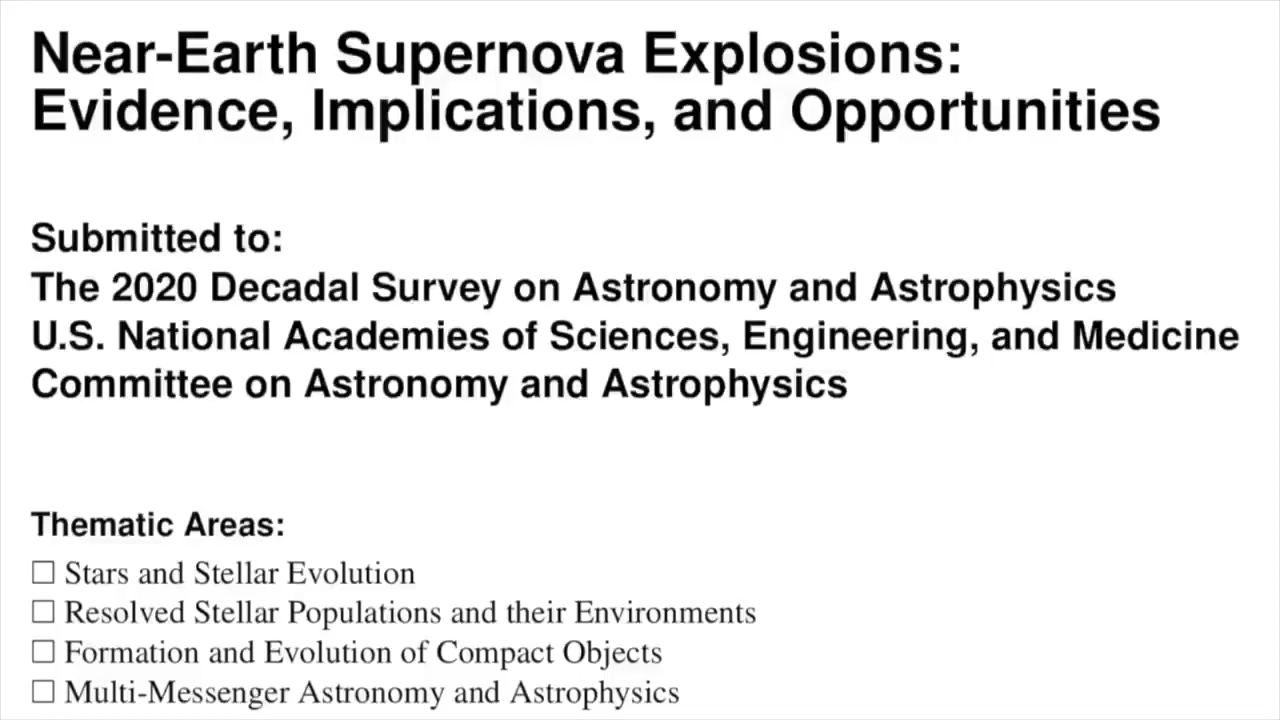 Near-Earth Supernova Explosions:
Evidence, Implications, and Opportunities
Submitted to:
The 2020 Decadal Survey on Astronomy and Astrophysics
U.S. National Academies of Sciences, Engineering, and Medicine
Committee on Astronomy and Astrophysics
Thematic Areas:
☐ Stars and Stellar Evolution
☐ Resolved Stellar Populations and their Environments
☐ Formation and Evolution of Compact Objects
☐ Multi-Messenger Astronomy and Astrophysics